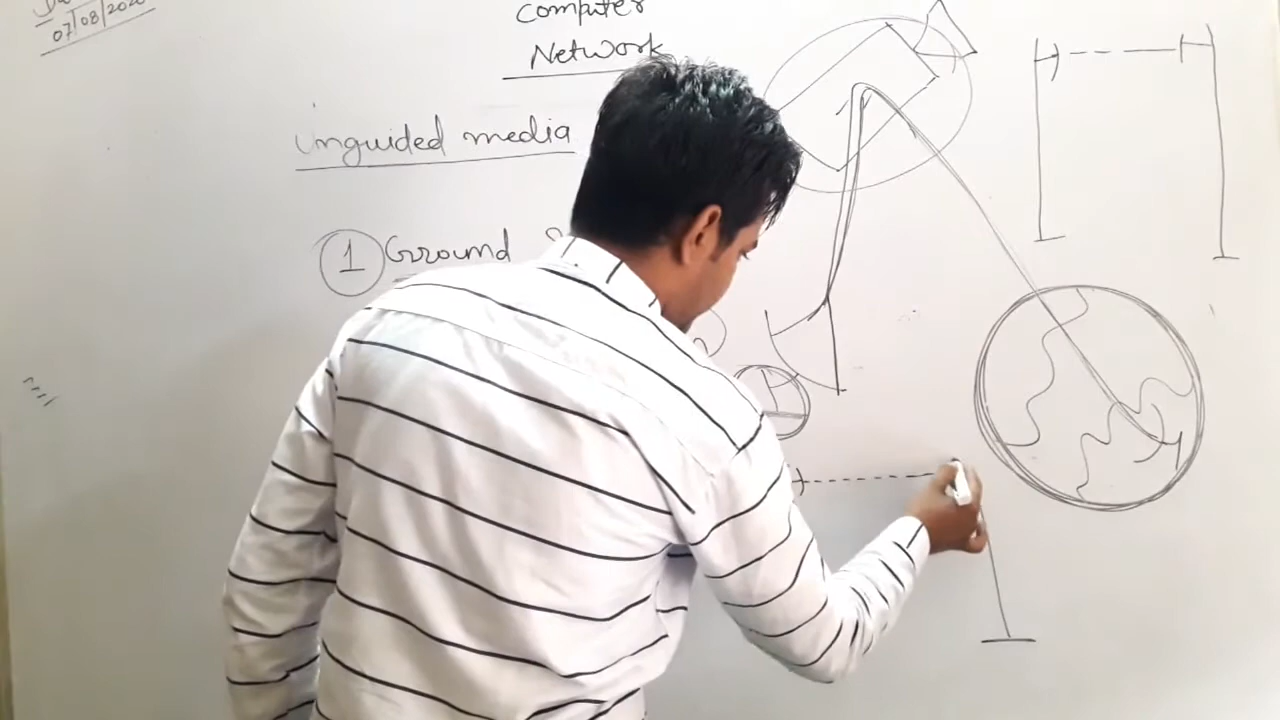 07/08/2020
Computer
Network
Unguided media
1 Ground